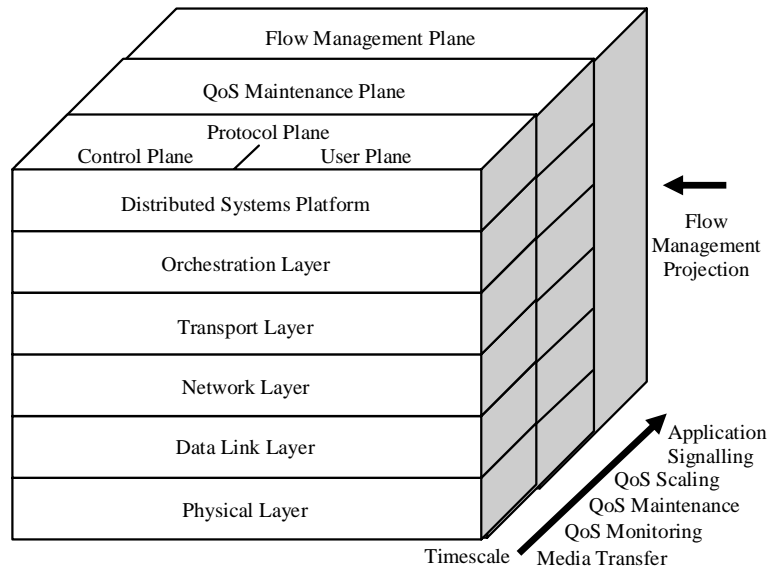 Flow Management Plane
QoS Maintenance Plane
Protocol Plane
Control Plane
User Plane
Distributed Systems Platform
Orchestration Layer
Transport Layer
Network Layer
Data Link Layer
Physical Layer
Flow
Management
Projection
Application
Signalling
QoS Scaling
QoS Maintenance
QoS Monitoring
Media Transfer
Timescale